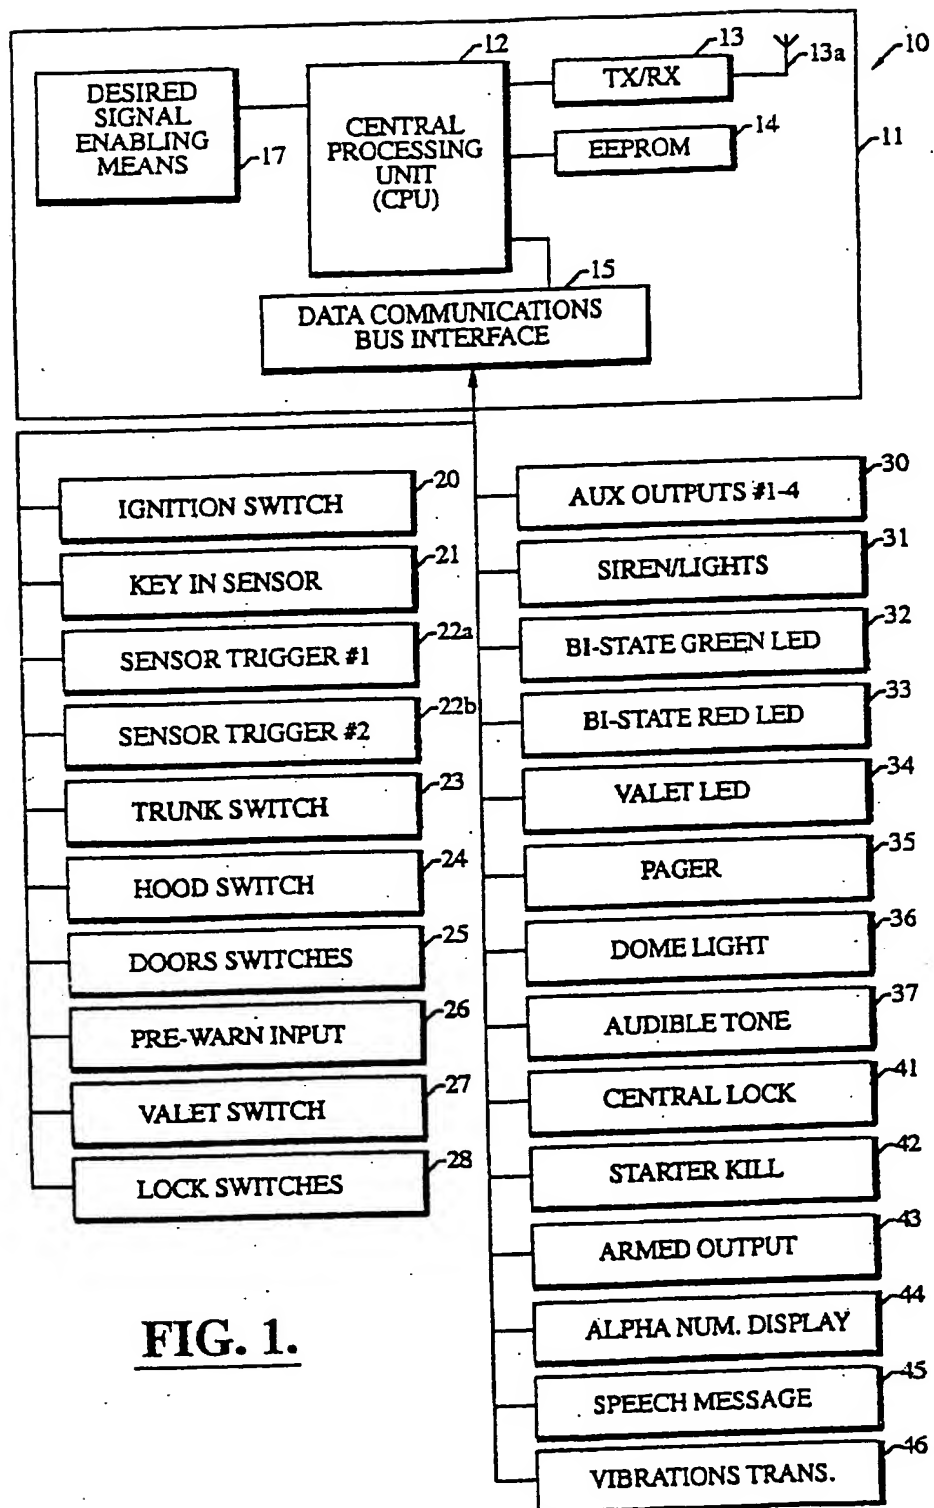 10
11
12
CENTRAL
PROCESSING
UNIT
(CPU)
13
TX/RX
13a
14
EEPROM
DESIRED
SIGNAL
ENABLING
MEANS
17
15
DATA COMMUNICATIONS
BUS INTERFACE
20
IGNITION SWITCH
21
KEY IN SENSOR
22a
SENSOR TRIGGER #1
22b
SENSOR TRIGGER #2
23
TRUNK SWITCH
24
HOOD SWITCH
25
DOORS SWITCHES
26
PRE-WARN INPUT
27
VALET SWITCH
28
LOCK SWITCHES
30
AUX OUTPUTS #1-4
31
SIREN/LIGHTS
32
BI-STATE GREEN LED
33
BI-STATE RED LED
34
VALET LED
35
PAGER
36
DOME LIGHT
37
AUDIBLE TONE
41
CENTRAL LOCK
42
STARTER KILL
43
ARMED OUTPUT
44
ALPHA NUM. DISPLAY
45
SPEECH MESSAGE
46
VIBRATIONS TRANS.
FIG. 1.